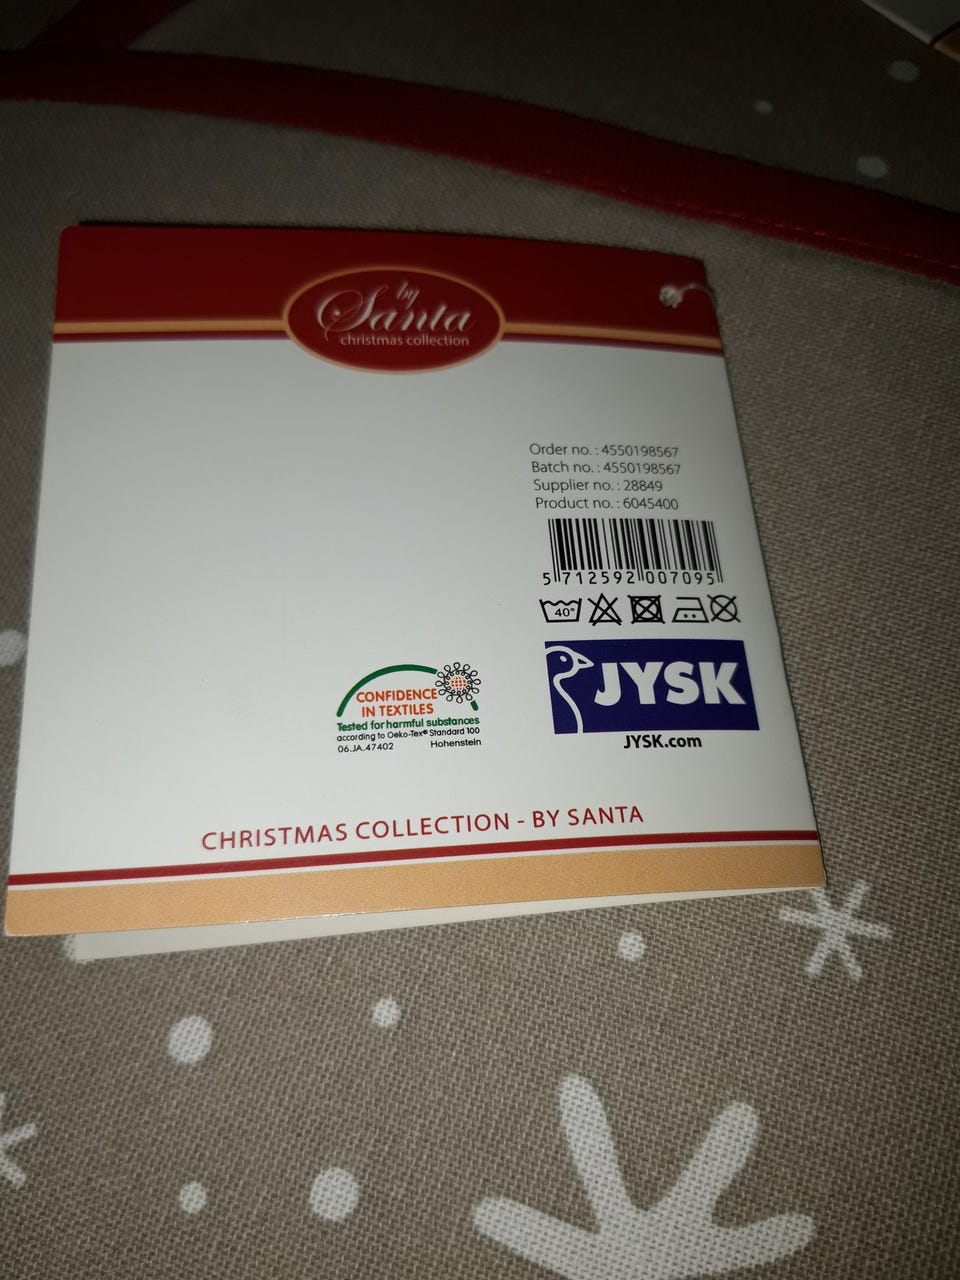 by
Santa
christmas collection
Order no. : 4550198567
Batch no. : 4550198567
Supplier no. : 28849
Product no. : 6045400
5 712592 007095
40°
CONFIDENCE
IN TEXTILES
Tested for harmful substances
according to Oeko-Tex® Standard 100
06.JA.47402 Hohenstein
JYSK
JYSK.com
CHRISTMAS COLLECTION - BY SANTA